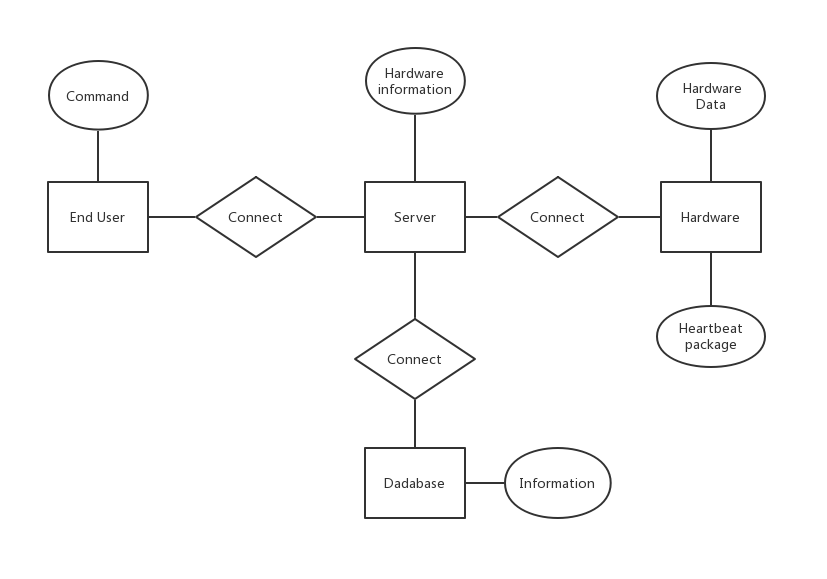 Command
Hardware
information
Hardware
Data
End User
Connect
Server
Connect
Hardware
Heartbeat
package
Connect
Dadabase
Information